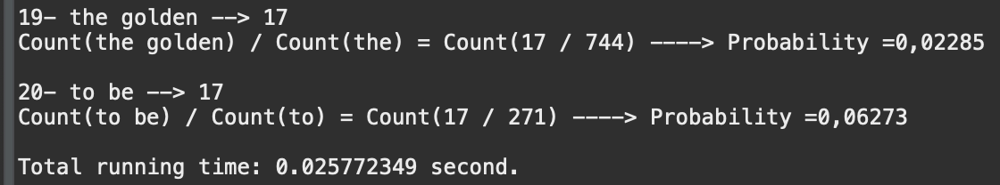 19- the golden --> 17
Count(the golden) / Count(the) = Count(17 / 744) ----> Probability =0,02285
20- to be --> 17
Count(to be) / Count(to) = Count(17 / 271) ----> Probability =0,06273
Total running time: 0.025772349 second.